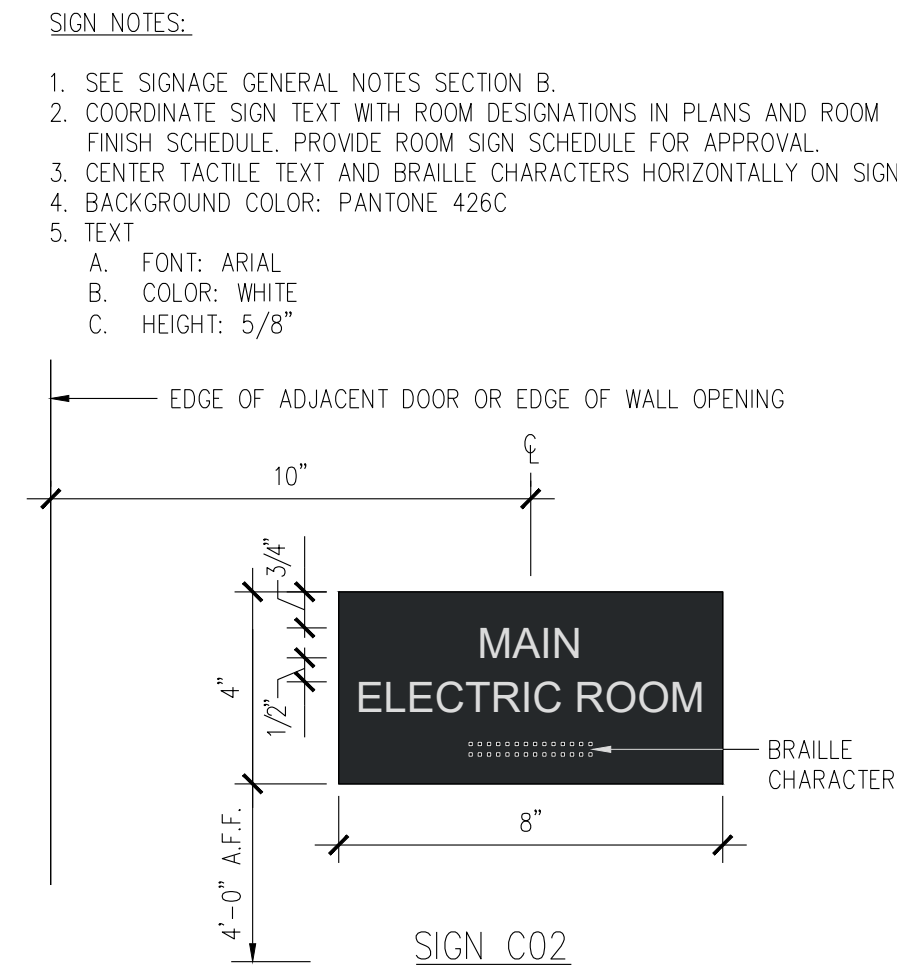 SIGN NOTES:
1. SEE SIGNAGE GENERAL NOTES SECTION B.
2. COORDINATE SIGN TEXT WITH ROOM DESIGNATIONS IN PLANS AND ROOM
FINISH SCHEDULE. PROVIDE ROOM SIGN SCHEDULE FOR APPROVAL.
3. CENTER TACTILE TEXT AND BRAILLE CHARACTERS HORIZONTALLY ON SIGN
4. BACKGROUND COLOR: PANTONE 426C
5. TEXT
A. FONT: ARIAL
B. COLOR: WHITE
C. HEIGHT: 5/8"
EDGE OF ADJACENT DOOR OR EDGE OF WALL OPENING
℄
10"
3/4"
4"
1/2"
MAIN
ELECTRIC ROOM
BRAILLE
CHARACTER
8"
4'-0" A.F.F.
SIGN C02